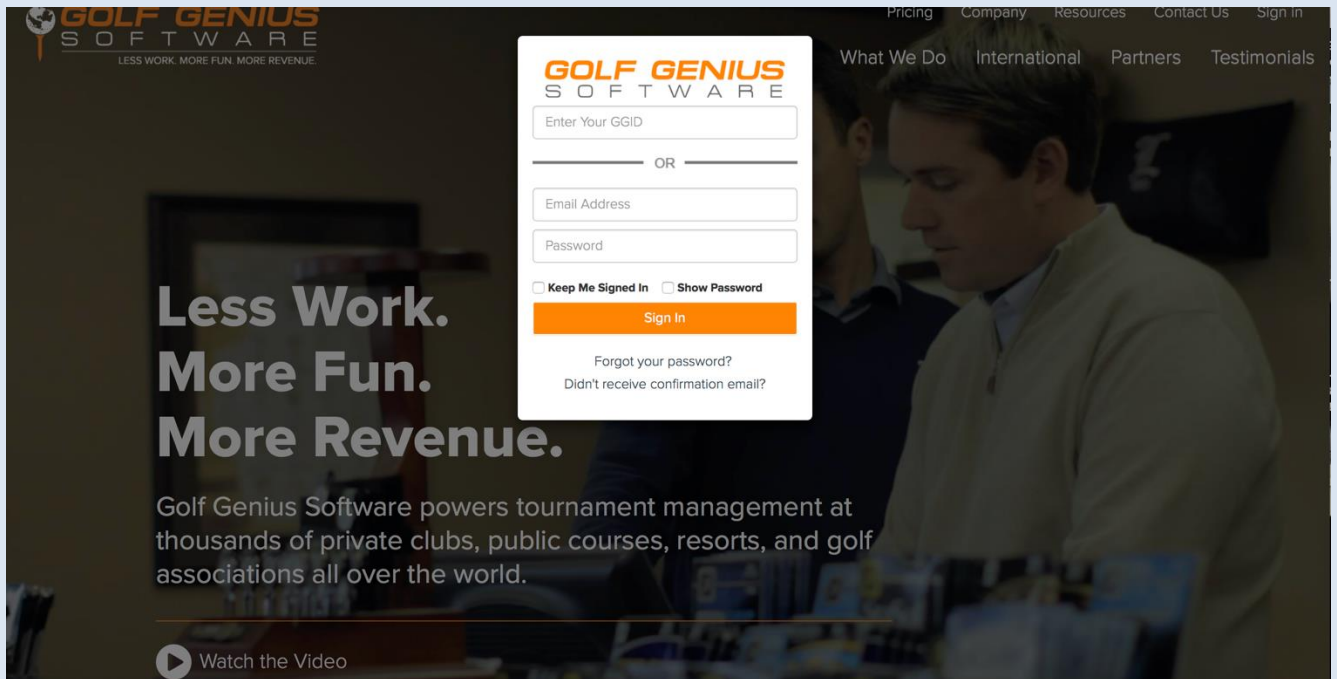 GOLF GENIUS
SOFTWARE
LESS WORK. MORE FUN. MORE REVENUE.
Pricing Company Resources Contact Us Sign In
What We Do International Partners Testimonials
GOLF GENIUS
SOFTWARE
Enter Your GGID
OR
Email Address
Password
Keep Me Signed In Show Password
Sign In
Forgot your password?
Didn't receive confirmation email?
Less Work.
More Fun.
More Revenue.
Golf Genius Software powers tournament management at
thousands of private clubs, public courses, resorts, and golf
associations all over the world.
Watch the Video